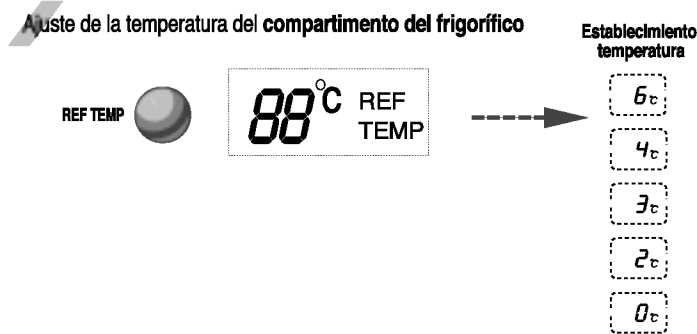 Ajuste de la temperatura del compartimento del frigorífico
Establecimiento
temperatura
REF TEMP
88°C REF
TEMP
6℃
4℃
3℃
2℃
0℃